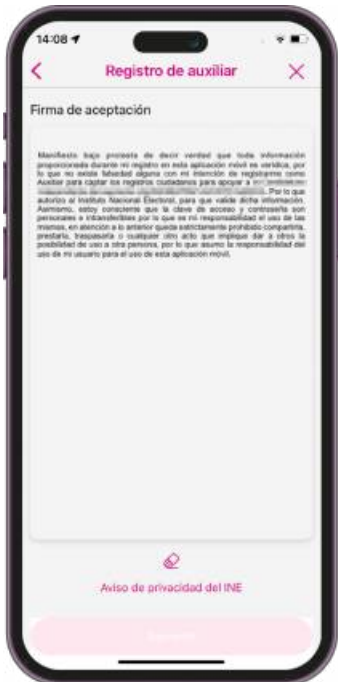 14:08
Registro de auxiliar
Firma de aceptación
Manifiesto bajo protesta de decir verdad que toda información
proporcionada durante mi registro en esta aplicación móvil es verídica, por
lo que no existe falsedad alguna con mi intención de registrarme como
Auxiliar para captar los registros ciudadanos para apoyar a
Por lo que
autorizo al Instituto Nacional Electoral, para que valide dicha información.
Asimismo, estoy consciente que la clave de acceso y contraseña son
personales e intransferibles por lo que es mi responsabilidad el uso de las
mismas, en atención a lo anterior queda estrictamente prohibido compartirla,
prestarla, traspasarla o cualquier otro acto que implique dar a otros la
posibilidad de uso a otra persona, por lo que asumo la responsabilidad del
uso de mi usuario para el uso de esta aplicación móvil.
Aviso de privacidad del INE